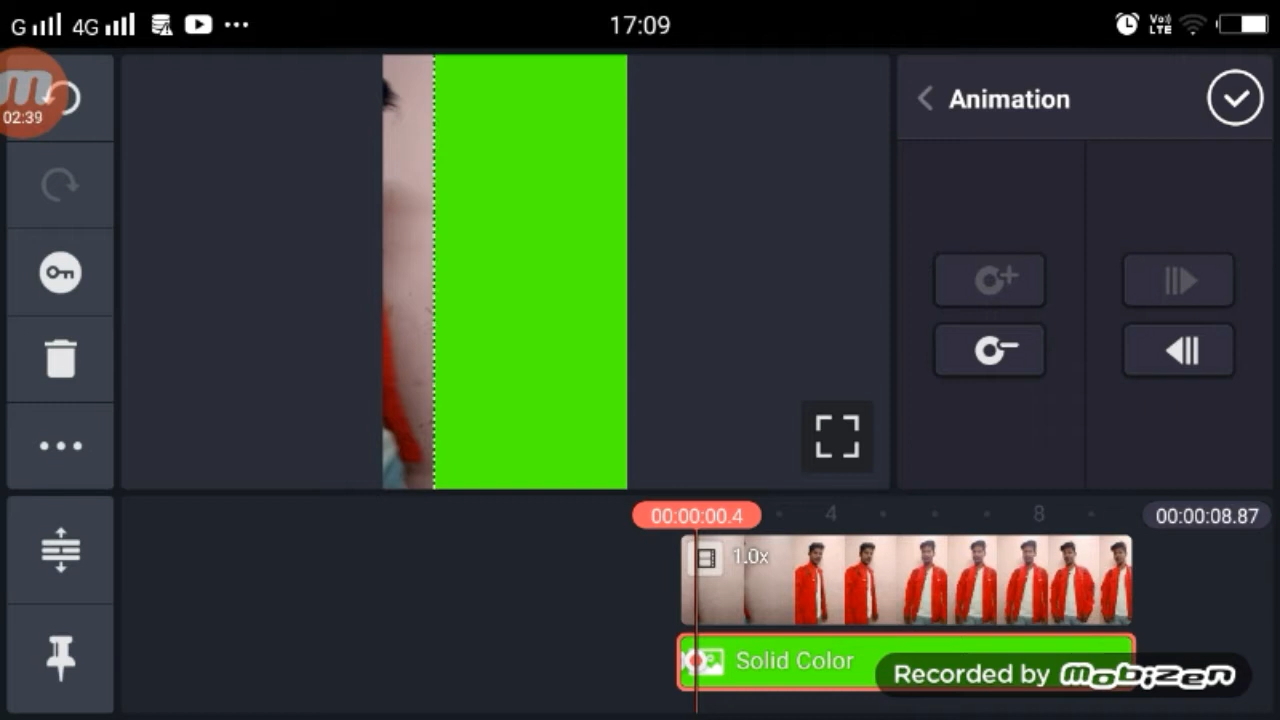 G 4G 17:09 Vo)) LTE
m
02:39
Animation
00:00:00.4 4 8 00:00:08.87
1.0x
Solid Color
Recorded by mobizen